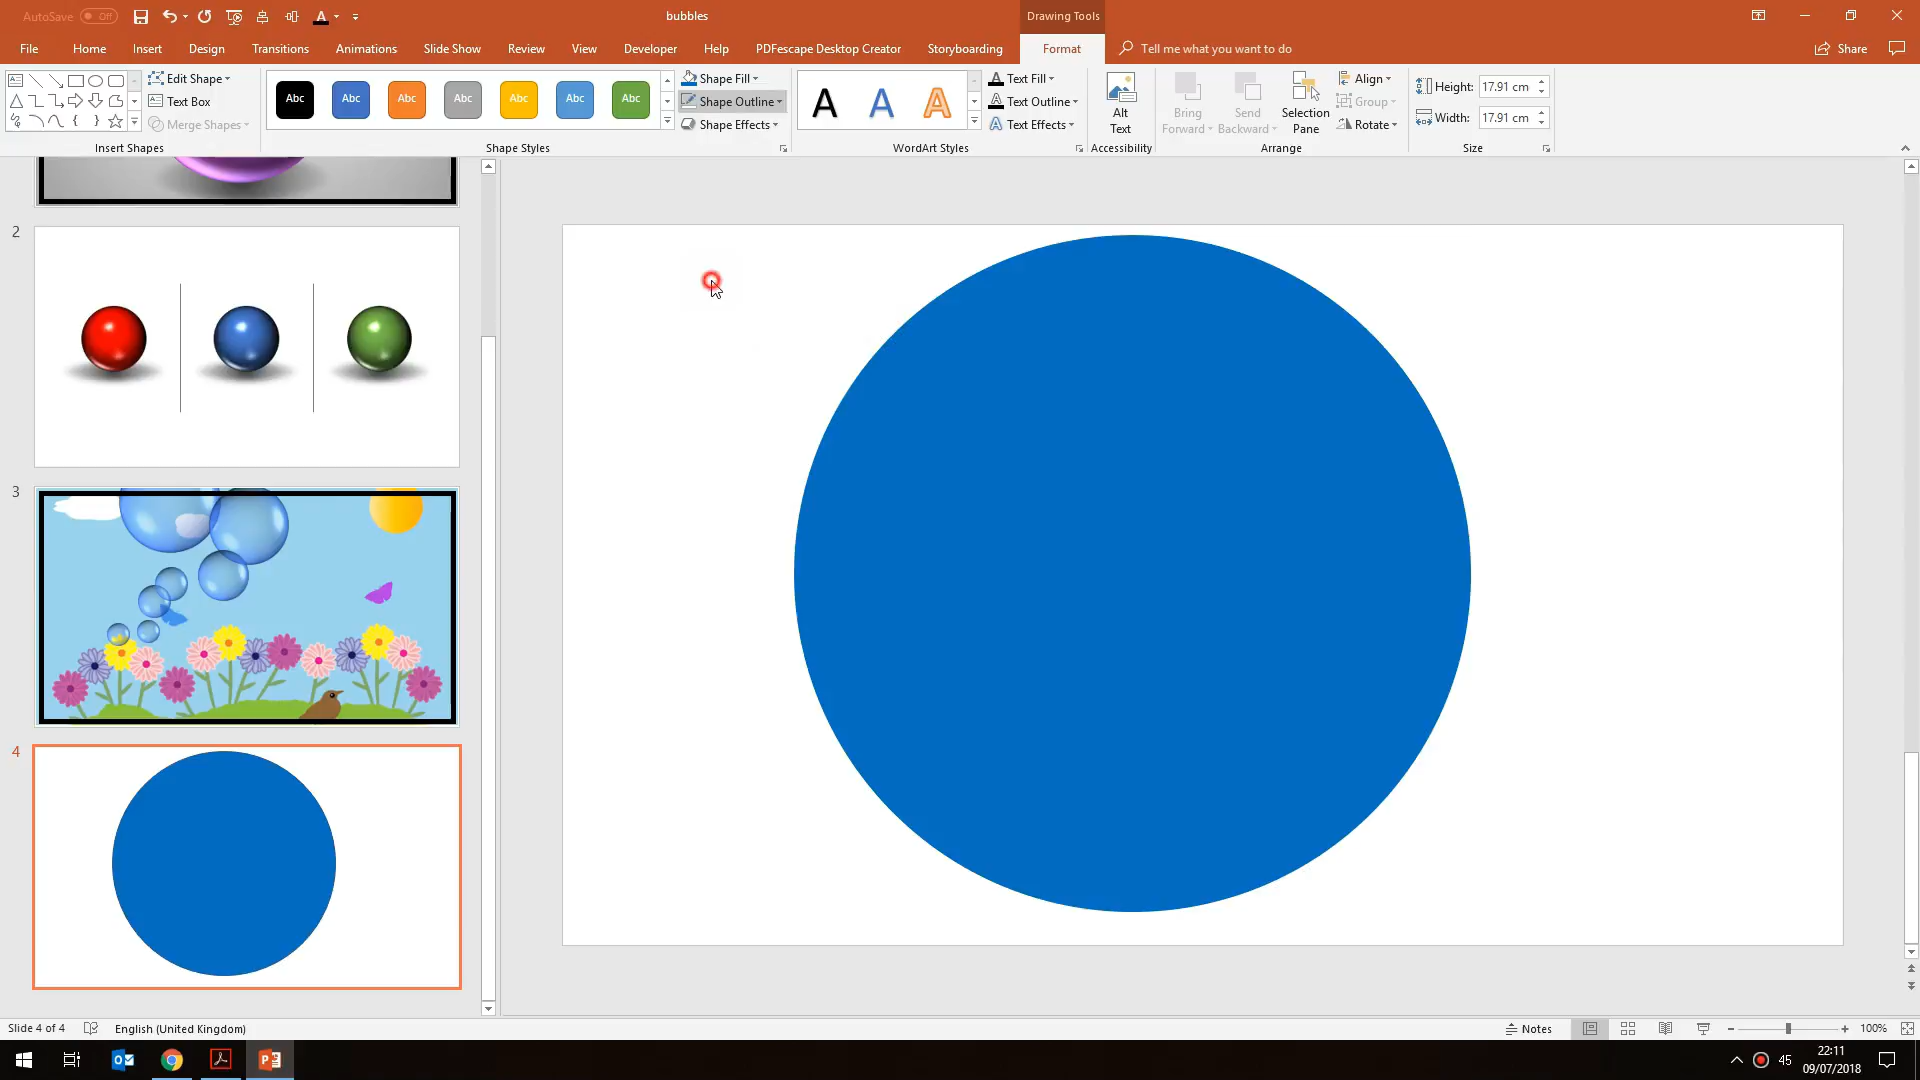 AutoSave Off
bubbles
Drawing Tools
File Home Insert Design Transitions Animations Slide Show Review View Developer Help PDFescape Desktop Creator Storyboarding Format Tell me what you want to do Share
Edit Shape
Text Box
Merge Shapes
Insert Shapes
Abc Abc Abc Abc Abc Abc Abc
Shape Styles
Shape Fill
Shape Outline
Shape Effects
A A A
WordArt Styles
Text Fill
Text Outline
Text Effects
Alt Text
Accessibility
Bring Forward
Send Backward
Selection Pane
Align
Group
Rotate
Arrange
Height: 17.91 cm
Width: 17.91 cm
Size
2
3
4
Slide 4 of 4 English (United Kingdom) Notes 100%
45
22:11
09/07/2018